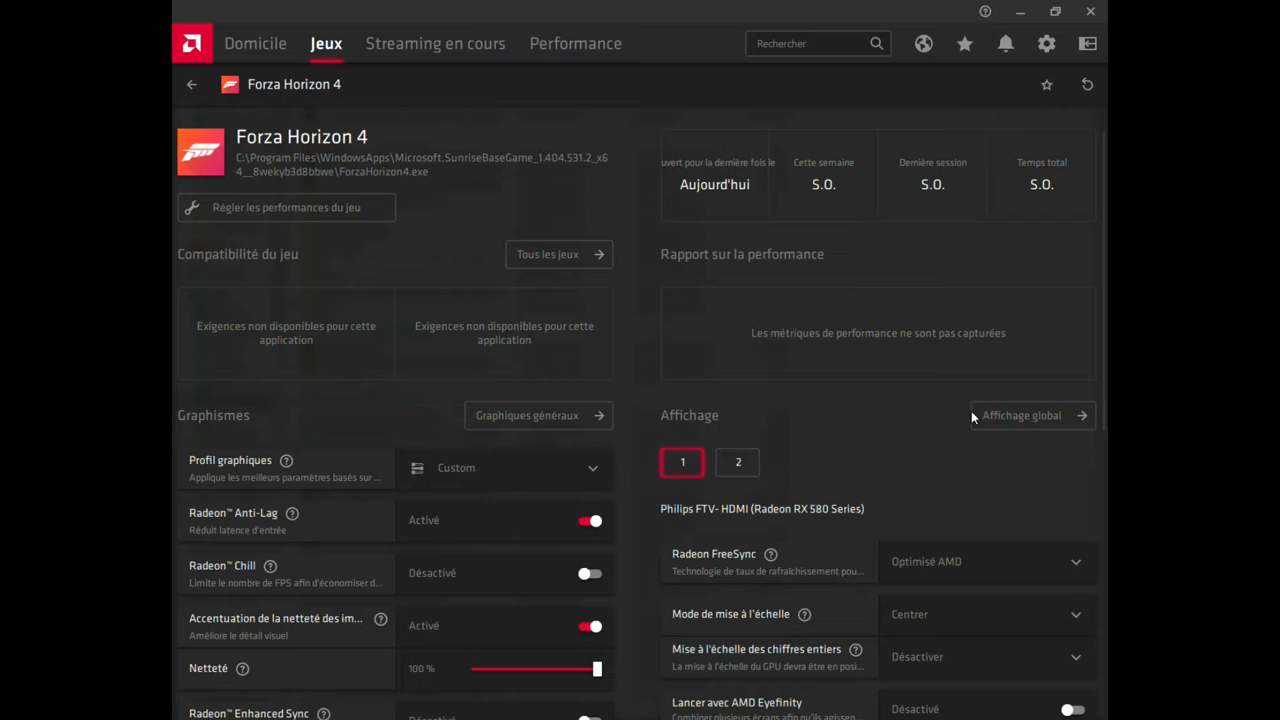 Domicile
Jeux
Streaming en cours
Performance
Rechercher
Forza Horizon 4
Forza Horizon 4
C:\Program Files\WindowsApps\Microsoft.SunriseBaseGame_1.404.531.2_x6
4__8wekyb3d8bbwe\ForzaHorizon4.exe
Régler les performances du jeu
uvert pour la dernière fois le
Aujourd'hui
Cette semaine
S.O.
Dernière session
S.O.
Temps total
S.O.
Compatibilité du jeu
Tous les jeux
Exigences non disponibles pour cette
application
Exigences non disponibles pour cette
application
Rapport sur la performance
Les métriques de performance ne sont pas capturées
Graphismes
Graphiques généraux
Profil graphiques
Applique les meilleurs paramètres basés sur ...
Custom
Radeon™ Anti-Lag
Réduit latence d'entrée
Activé
Radeon™ Chill
Limite le nombre de FPS afin d'économiser d...
Désactivé
Accentuation de la netteté des im...
Améliore le détail visuel
Activé
Netteté
100 %
Radeon™ Enhanced Sync
Désactivé
Affichage
Affichage global
1
2
Philips FTV- HDMI (Radeon RX 580 Series)
Radeon FreeSync
Technologie de taux de rafraîchissement pou...
Optimisé AMD
Mode de mise à l'échelle
Centrer
Mise à l'échelle des chiffres entiers
La mise à l'échelle du GPU devra être en posi...
Désactiver
Lancer avec AMD Eyefinity
Combiner plusieurs écrans afin qu'ils agissen...
Désactivé